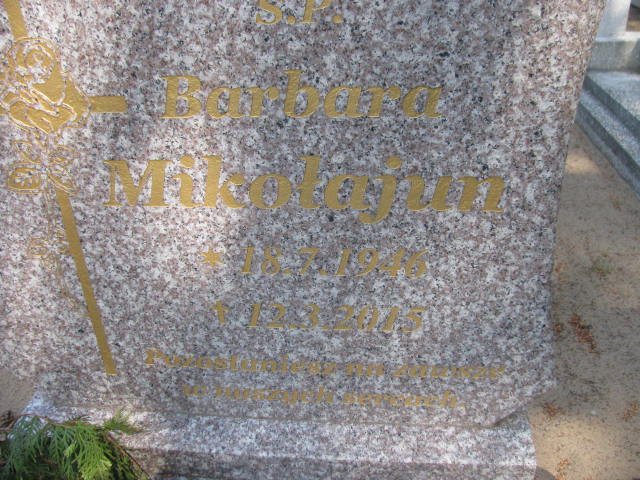 Ś.P.
Barbara
Mikołajun
* 18.7.1946
† 12.3.2015
Pozostaniesz na zawsze
w naszych sercach.